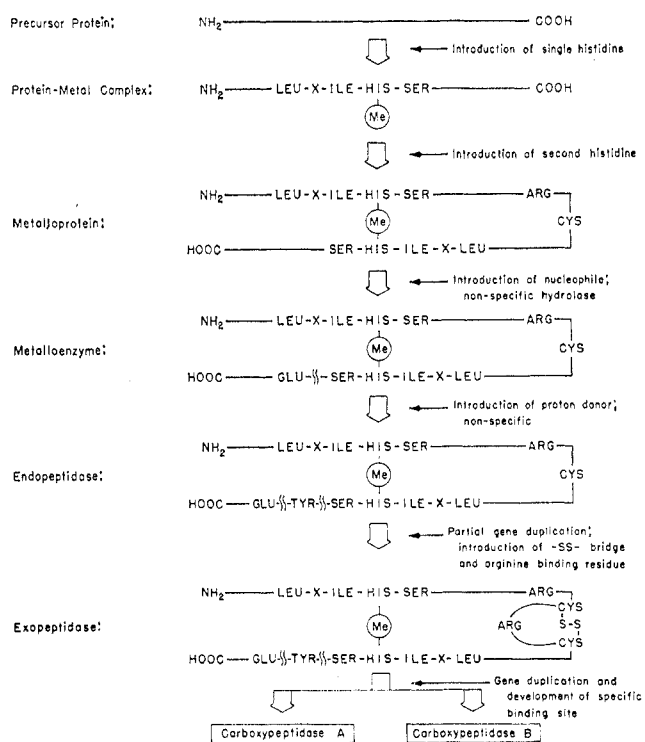 Precursor Protein: NH2 COOH
Introduction of single histidine
Protein-Metal Complex: NH2 LEU-X-ILE-HIS-SER COOH
Me
Introduction of second histidine
NH2 LEU-X-ILE-HIS-SER ARG
Metalloprotein: Me CYS
HOOC SER-HIS-ILE-X-LEU
Introduction of nucleophile;
non-specific hydrolase
NH2 LEU-X-ILE-HIS-SER ARG
Metalloenzyme: Me CYS
HOOC GLU-SER-HIS-ILE-X-LEU
Introduction of proton donor;
non-specific
NH2 LEU-X-ILE-HIS-SER ARG
Endopeptidase: Me CYS
HOOC GLU-TYR-SER-HIS-ILE-X-LEU
Partial gene duplication;
introduction of -SS- bridge
and arginine binding residue
NH2 LEU-X-ILE-HIS-SER ARG
CYS
Exopeptidase: Me ARG S-S
CYS
HOOC GLU-TYR-SER-HIS-ILE-X-LEU
Gene duplication and
development of specific
binding site
Carboxypeptidase A Carboxypeptidase B